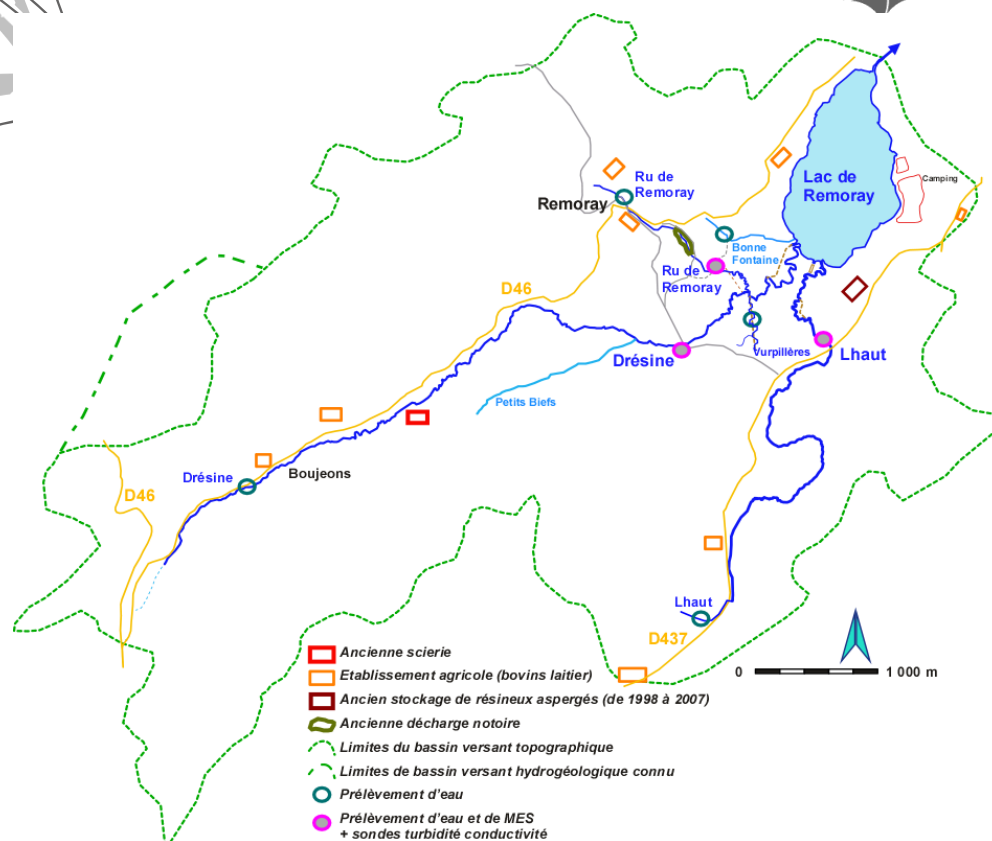 Ru de
Remoray
Remoray
Lac de
Remoray
Camping
Bonne
Fontaine
Ru de
Remoray
D46
Drésine
Vurpillères
Lhaut
Petits Biefs
Drésine
Boujeons
D46
Lhaut
D437
0
1 000 m
Ancienne scierie
Etablissement agricole (bovins laitier)
Ancien stockage de résineux aspergés (de 1998 à 2007)
Ancienne décharge notoire
Limites du bassin versant topographique
Limites de bassin versant hydrogéologique connu
Prélèvement d'eau
Prélèvement d'eau et de MES
+ sondes turbidité conductivité